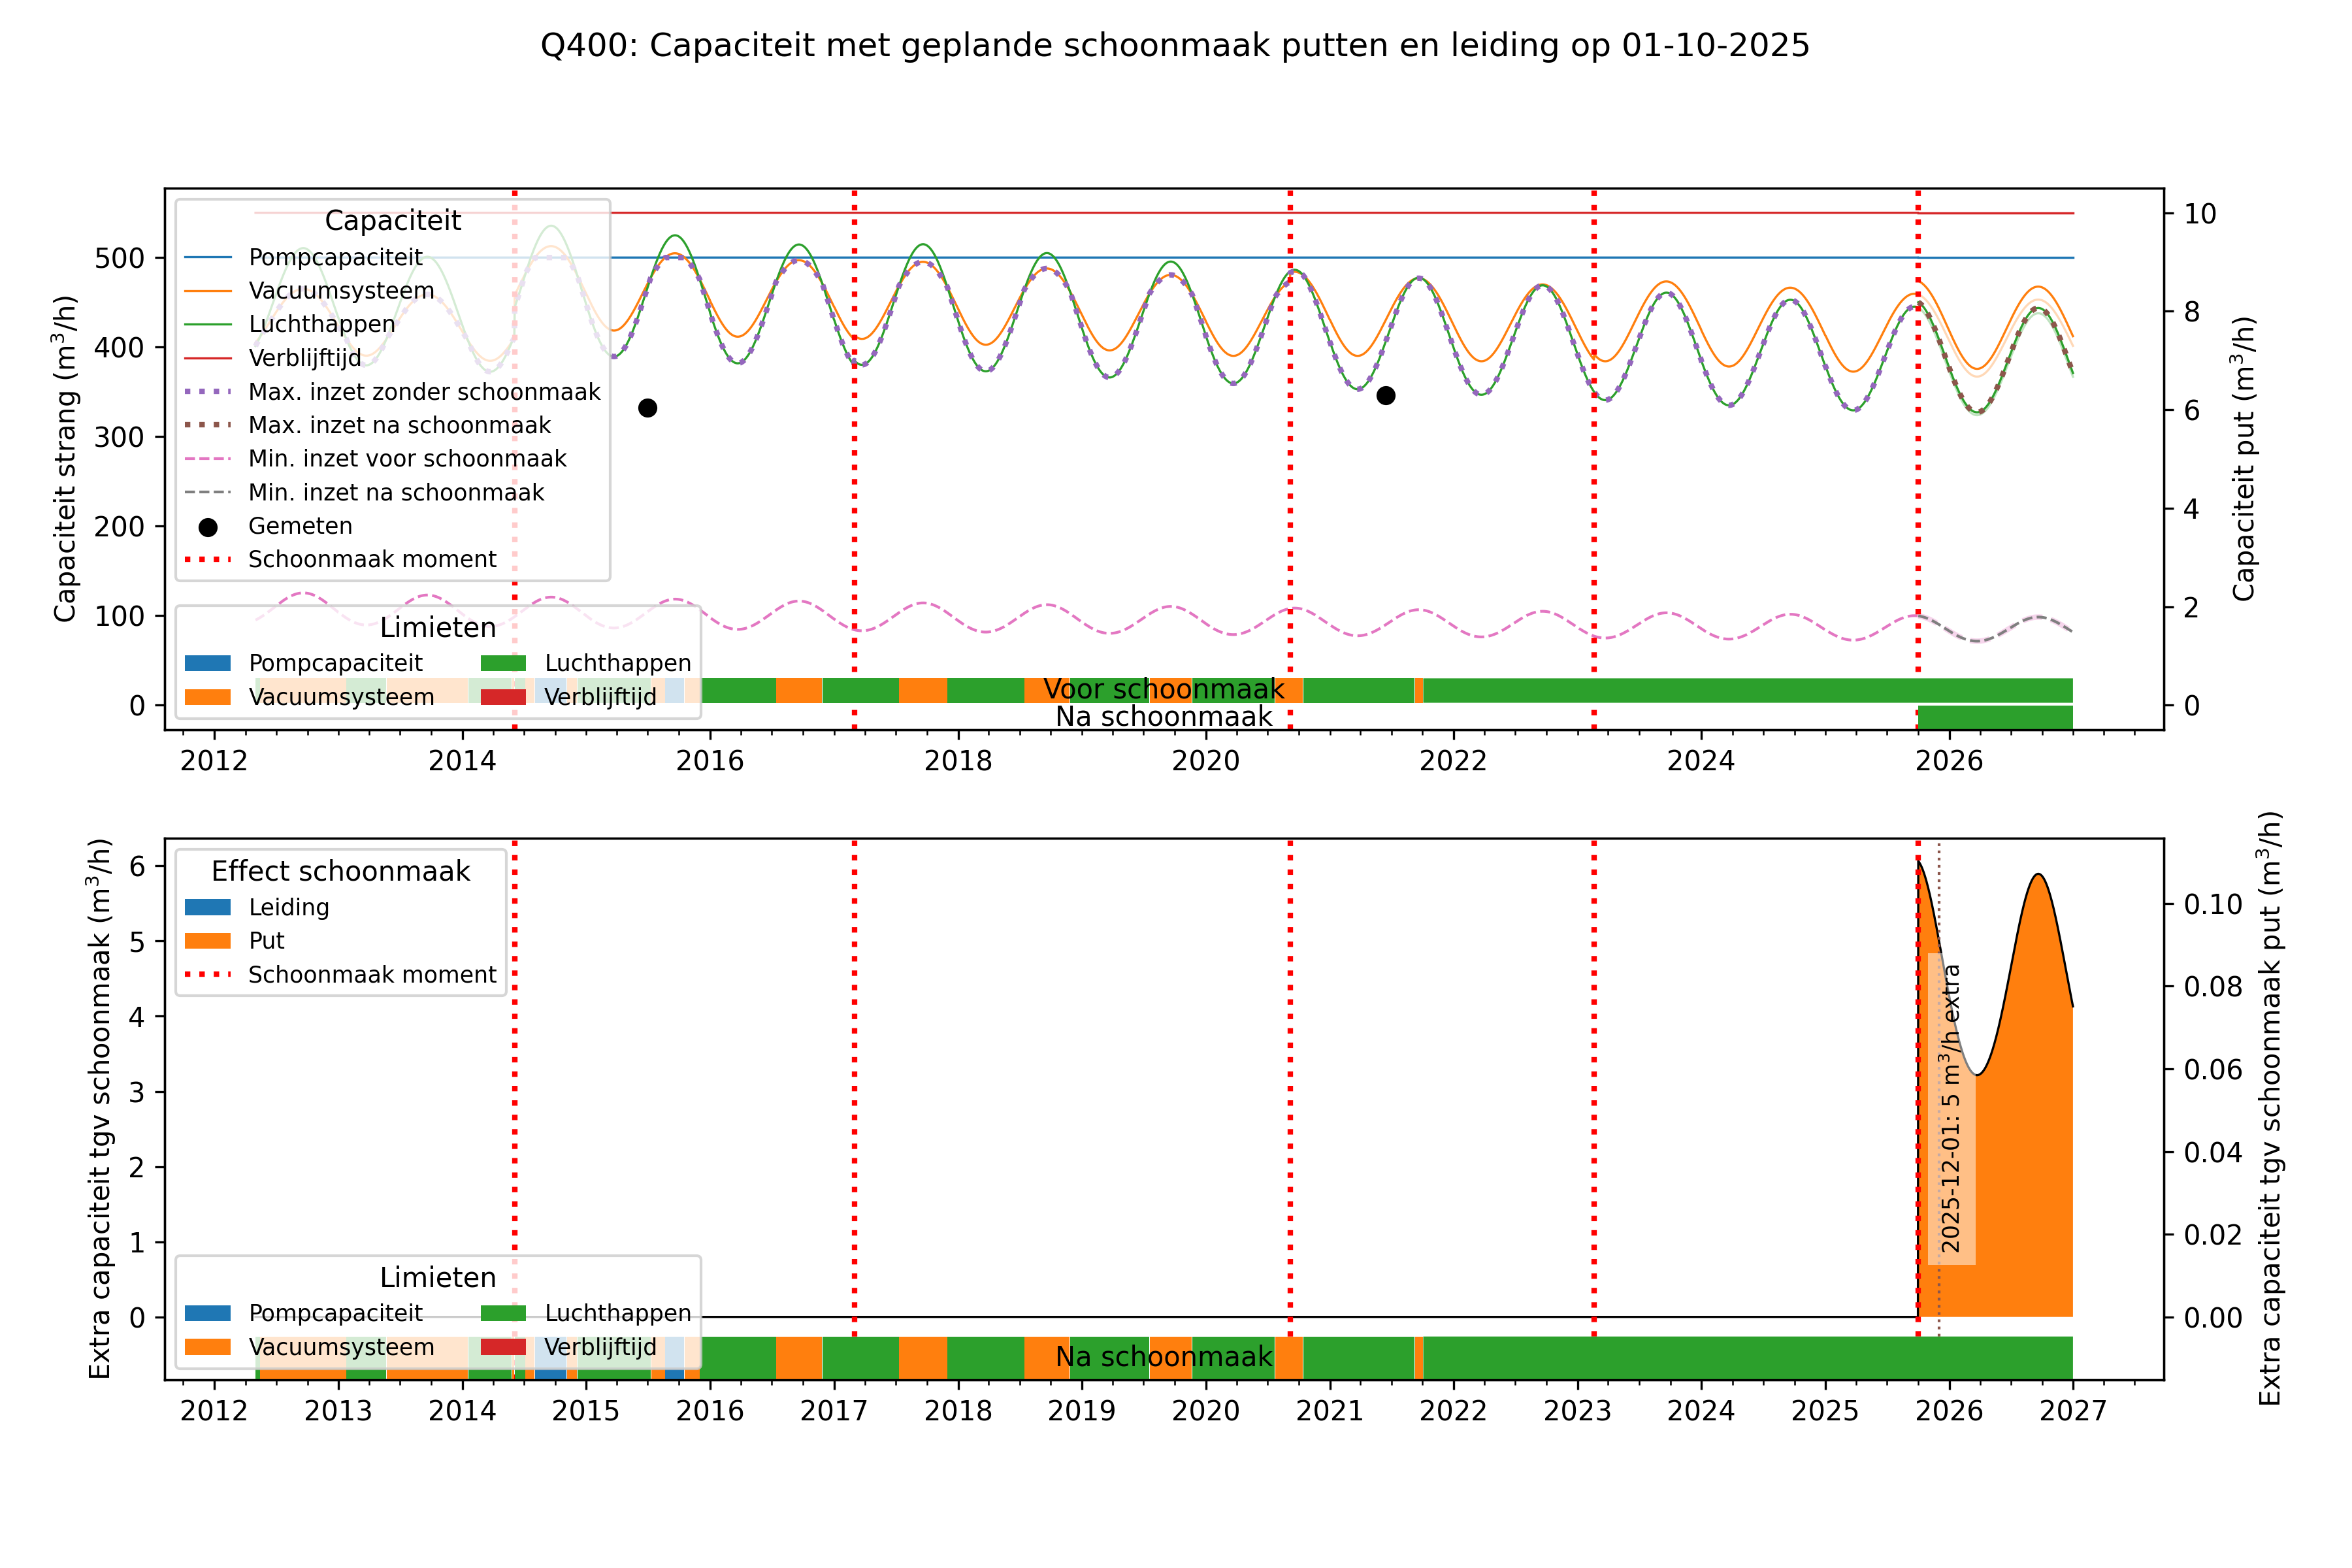 Q400: Capaciteit met geplande schoonmaak putten en leiding op 01-10-2025
Capaciteit strang (m³/h)
500
400
300
200
100
0
Capaciteit
Pompcapaciteit
Vacuumsysteem
Luchthappen
Verblijftijd
Max. inzet zonder schoonmaak
Max. inzet na schoonmaak
Min. inzet voor schoonmaak
Min. inzet na schoonmaak
Gemeten
Schoonmaak moment
Limieten
Pompcapaciteit
Vacuumsysteem
Luchthappen
Verblijftijd
Voor schoonmaak
Na schoonmaak
10
8
6
4
2
0
Capaciteit put (m³/h)
2012 2014 2016 2018 2020 2022 2024 2026
Extra capaciteit tgv schoonmaak (m³/h)
6
5
4
3
2
1
0
Effect schoonmaak
Leiding
Put
Schoonmaak moment
Limieten
Pompcapaciteit
Vacuumsysteem
Luchthappen
Verblijftijd
Na schoonmaak
2025-12-01: 5 m³/h extra
0.10
0.08
0.06
0.04
0.02
0.00
Extra capaciteit tgv schoonmaak put (m³/h)
2012 2013 2014 2015 2016 2017 2018 2019 2020 2021 2022 2023 2024 2025 2026 2027